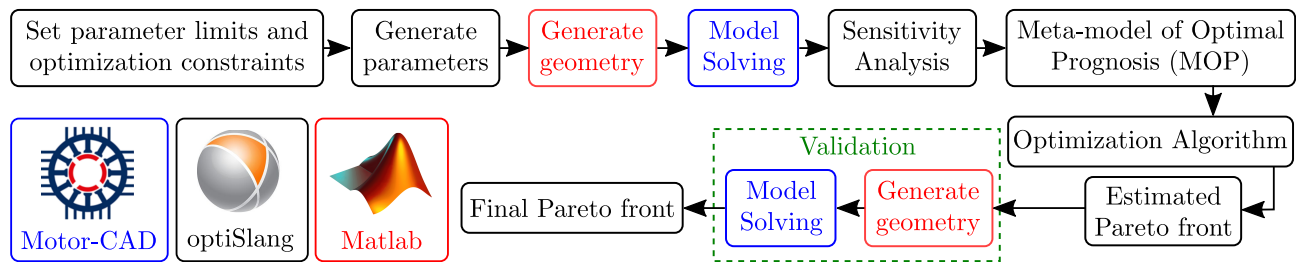 Set parameter limits and
optimization constraints
Generate
parameters
Generate
geometry
Model
Solving
Sensitivity
Analysis
Meta-model of Optimal
Prognosis (MOP)
Optimization Algorithm
Estimated
Pareto front
Validation
Generate
geometry
Model
Solving
Final Pareto front
Motor-CAD
optiSlang
Matlab